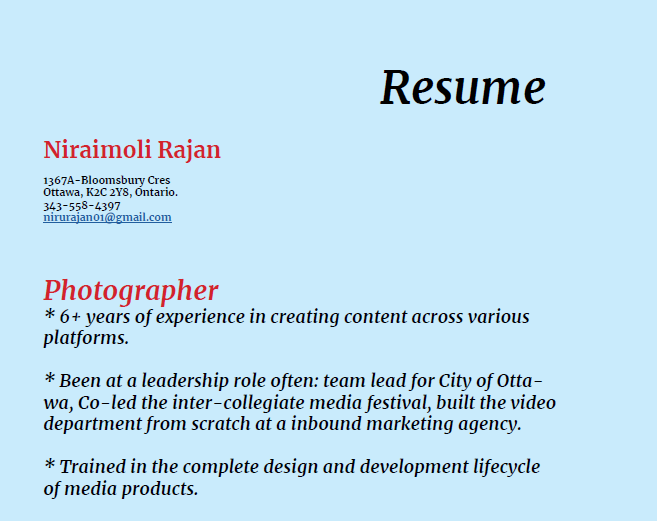 Resume
Niraimoli Rajan
1367A-Bloomsbury Cres
Ottawa, K2C 2Y8, Ontario.
343-558-4397
nirurajan01@gmail.com
Photographer
* 6+ years of experience in creating content across various
platforms.
* Been at a leadership role often: team lead for City of Otta-
wa, Co-led the inter-collegiate media festival, built the video
department from scratch at a inbound marketing agency.
* Trained in the complete design and development lifecycle
of media products.